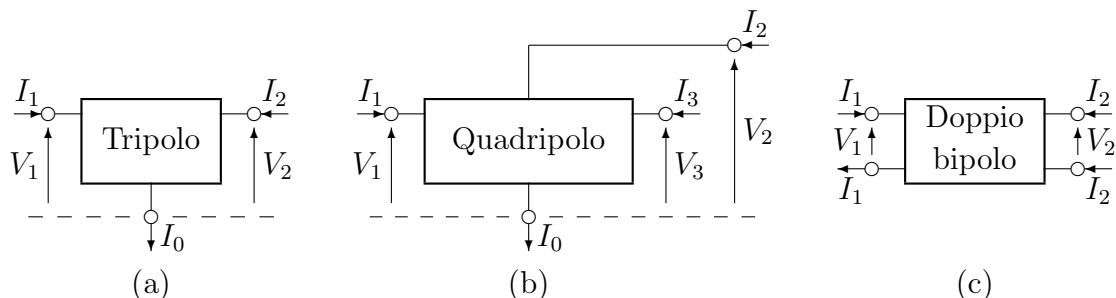 I₂
I₁ I₂ I₁ I₃ I₁ I₂
Tripolo Quadripolo Doppio
V₂ V₁ V₂
V₁ V₂ V₁ V₃ bipolo
I₁ I₂
I₀ I₀
(a) (b) (c)